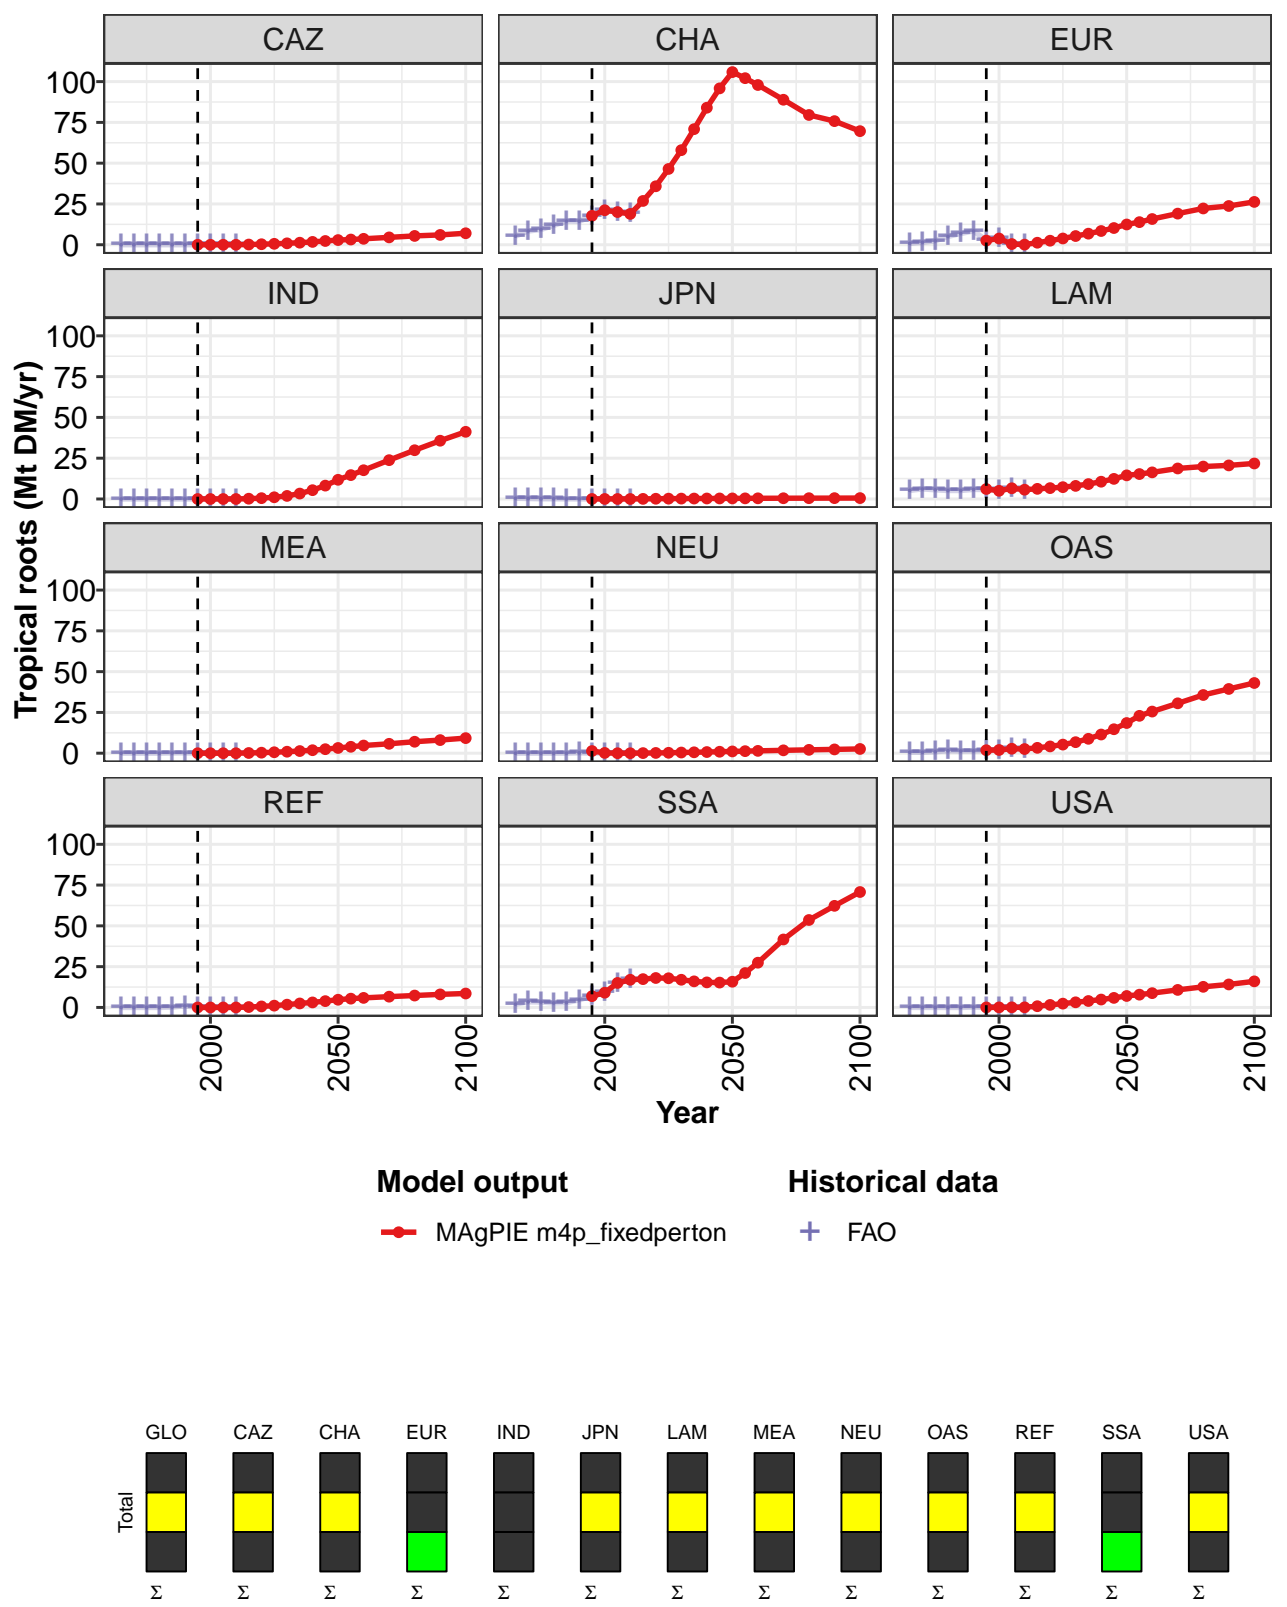 CAZ CHA EUR
100
75
50
25
0
IND JPN LAM
100
75
50
25
0
MEA NEU OAS
100
75
50
25
0
REF SSA USA
100
75
50
25
0
Tropical roots (Mt DM/yr)
2000 2050 2100 2000 2050 2100 2000 2050 2100
Year
Model output Historical data
MAgPIE m4p_fixedperton FAO
GLO CAZ CHA EUR IND JPN LAM MEA NEU OAS REF SSA USA
Total
Σ Σ Σ Σ Σ Σ Σ Σ Σ Σ Σ Σ Σ